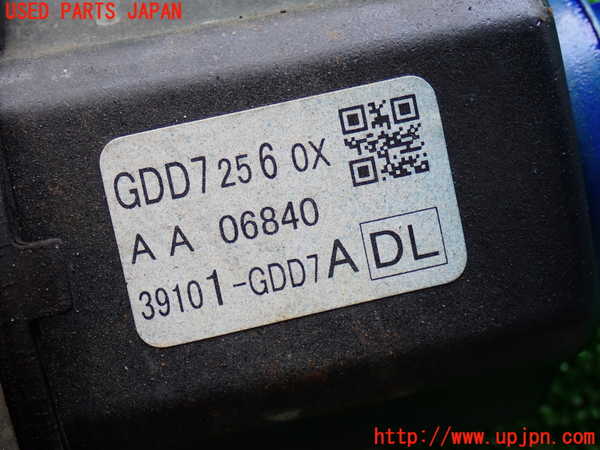 USED PARTS JAPAN
GDD7 25 6 0X
A A 06840
39101-GDD7A DL
http://www.upjpn.com